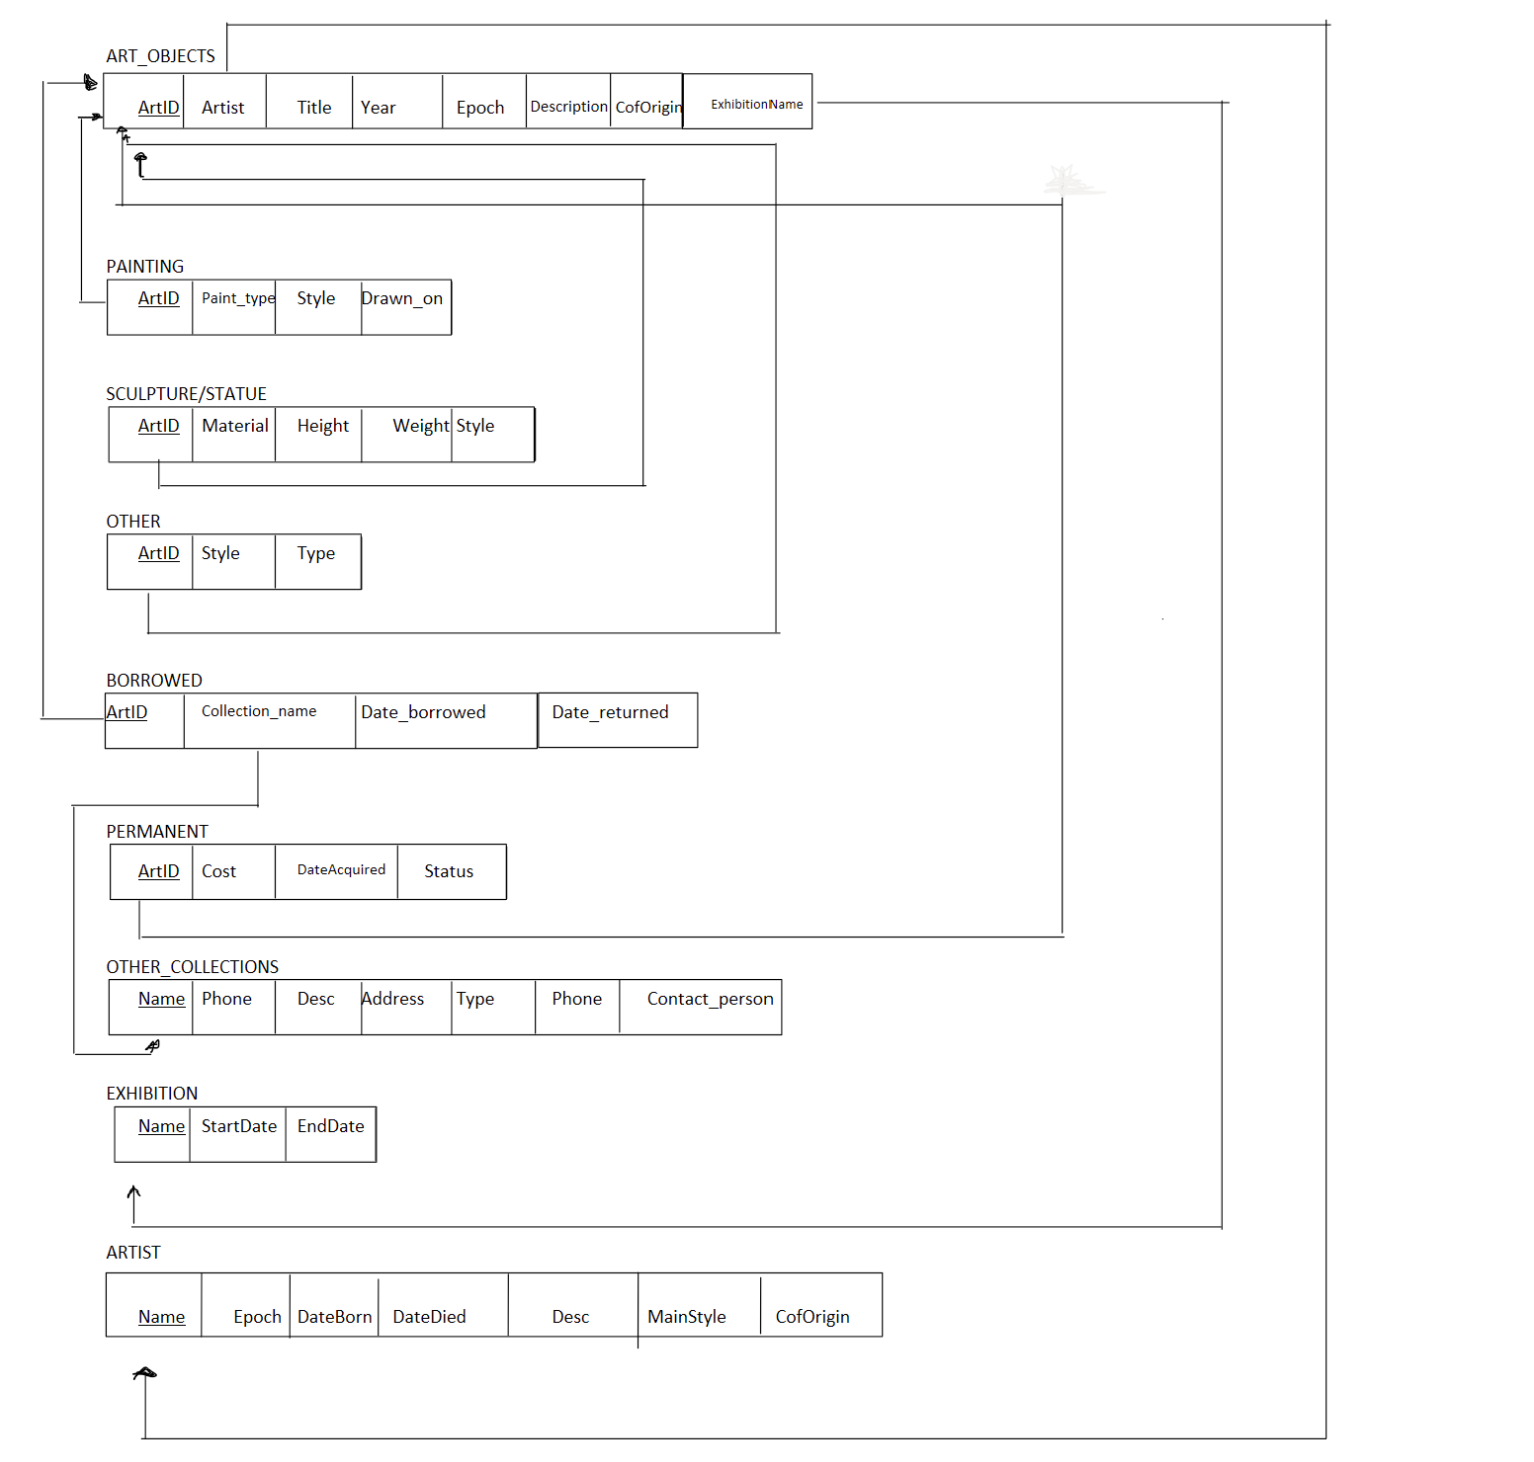 ART_OBJECTS
ArtID Artist Title Year Epoch Description CofOrigin ExhibitionName
PAINTING
ArtID Paint_type Style Drawn_on
SCULPTURE/STATUE
ArtID Material Height Weight Style
OTHER
ArtID Style Type
BORROWED
ArtID Collection_name Date_borrowed Date_returned
PERMANENT
ArtID Cost DateAcquired Status
OTHER_COLLECTIONS
Name Phone Desc Address Type Phone Contact_person
EXHIBITION
Name StartDate EndDate
ARTIST
Name Epoch DateBorn DateDied Desc MainStyle CofOrigin